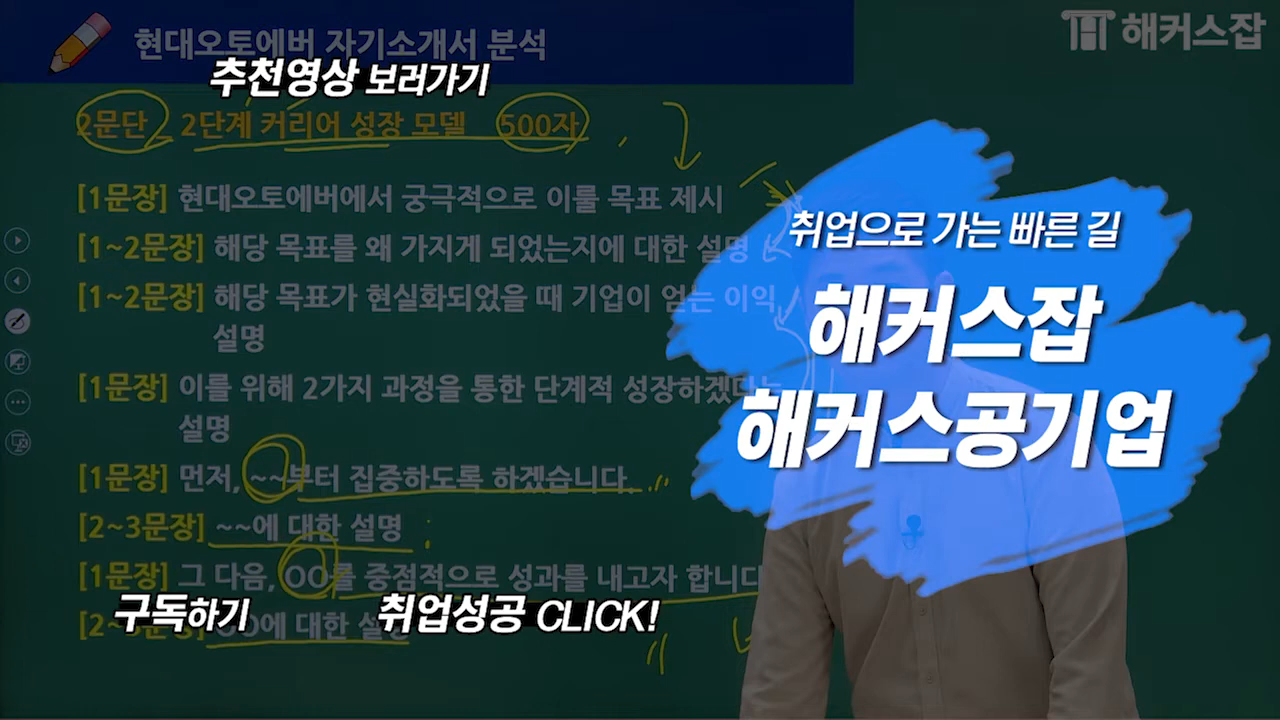 현대오토에버 자기소개서 분석
해커스잡
추천영상 보러가기
2문단 _ 2단계 커리어 성장 모델 _ 500자
[1문장] 현대오토에버에서 궁극적으로 이룰 목표 제시
[1~2문장] 해당 목표를 왜 가지게 되었는지에 대한 설명
[1~2문장] 해당 목표가 현실화되었을 때 기업이 얻는 이익
설명
[1문장] 이를 위해 2가지 과정을 통한 단계적 성장하겠다는
설명
[1문장] 먼저, ~~부터 집중하도록 하겠습니다.
[2~3문장] ~~에 대한 설명
[1문장] 그 다음, OO를 중점적으로 성과를 내고자 합니다
[2~3문장] OO에 대한 설명
취업으로 가는 빠른 길
해커스잡
해커스공기업
구독하기
취업성공 CLICK!